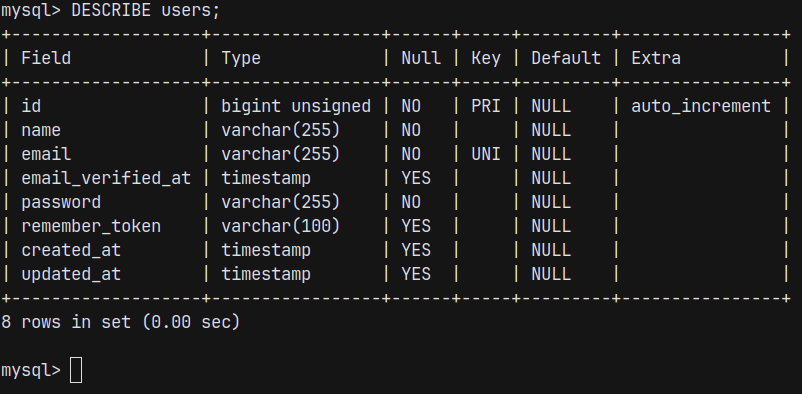 mysql> DESCRIBE users;
+-------------------+-----------------+------+-----+---------+----------------+
| Field             | Type            | Null | Key | Default | Extra          |
+-------------------+-----------------+------+-----+---------+----------------+
| id                | bigint unsigned | NO   | PRI | NULL    | auto_increment |
| name              | varchar(255)    | NO   |     | NULL    |                |
| email             | varchar(255)    | NO   | UNI | NULL    |                |
| email_verified_at | timestamp       | YES  |     | NULL    |                |
| password          | varchar(255)    | NO   |     | NULL    |                |
| remember_token    | varchar(100)    | YES  |     | NULL    |                |
| created_at        | timestamp       | YES  |     | NULL    |                |
| updated_at        | timestamp       | YES  |     | NULL    |                |
+-------------------+-----------------+------+-----+---------+----------------+
8 rows in set (0.00 sec)
mysql>